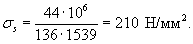 σₛ = 44·10⁶ / 136·1539 = 210 Н/мм².